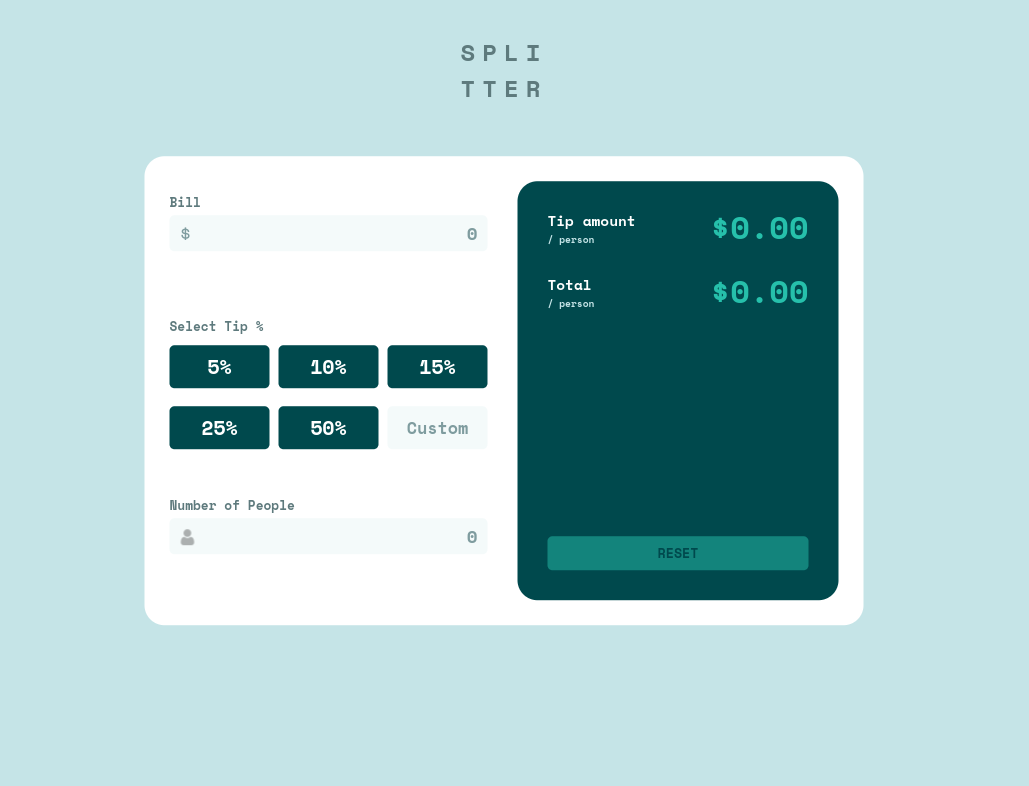 SPLI
TTER
Bill
$ 0
Select Tip %
5% 10% 15%
25% 50% Custom
Number of People
0
Tip amount
/ person
$0.00
Total
/ person
$0.00
RESET